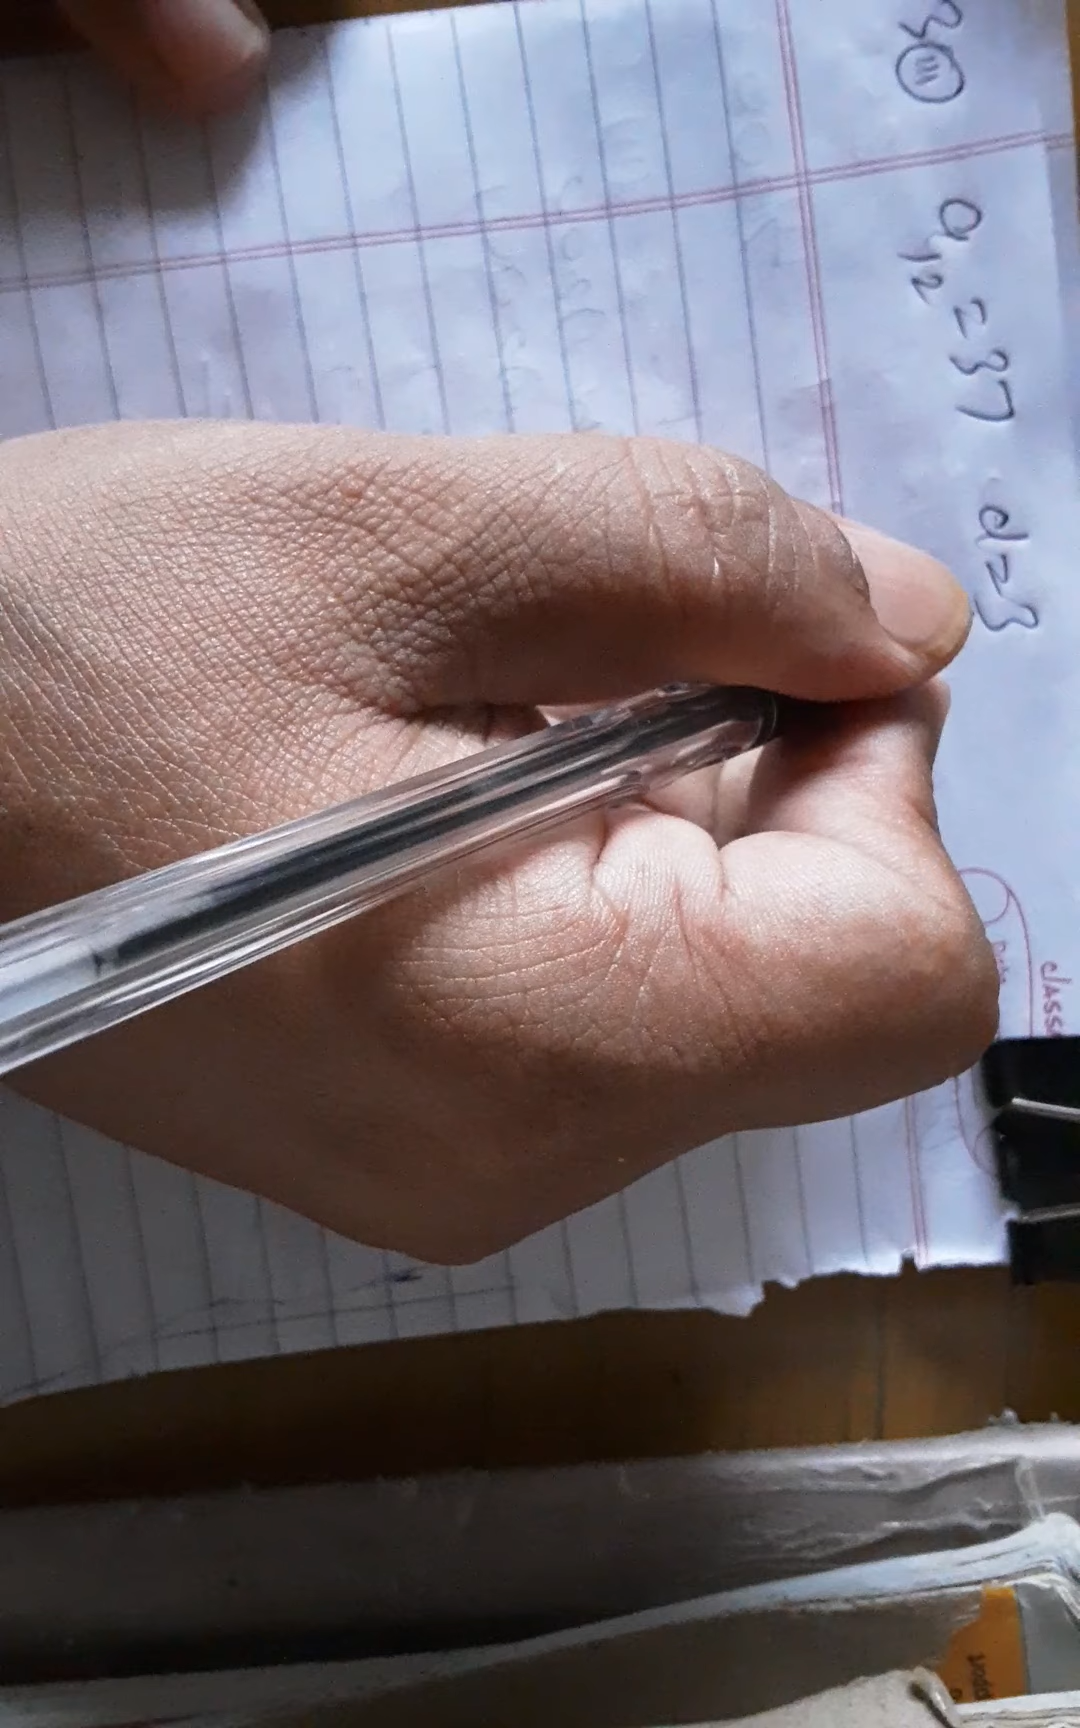 3 (iii) a₁₂ = 37 d = 3